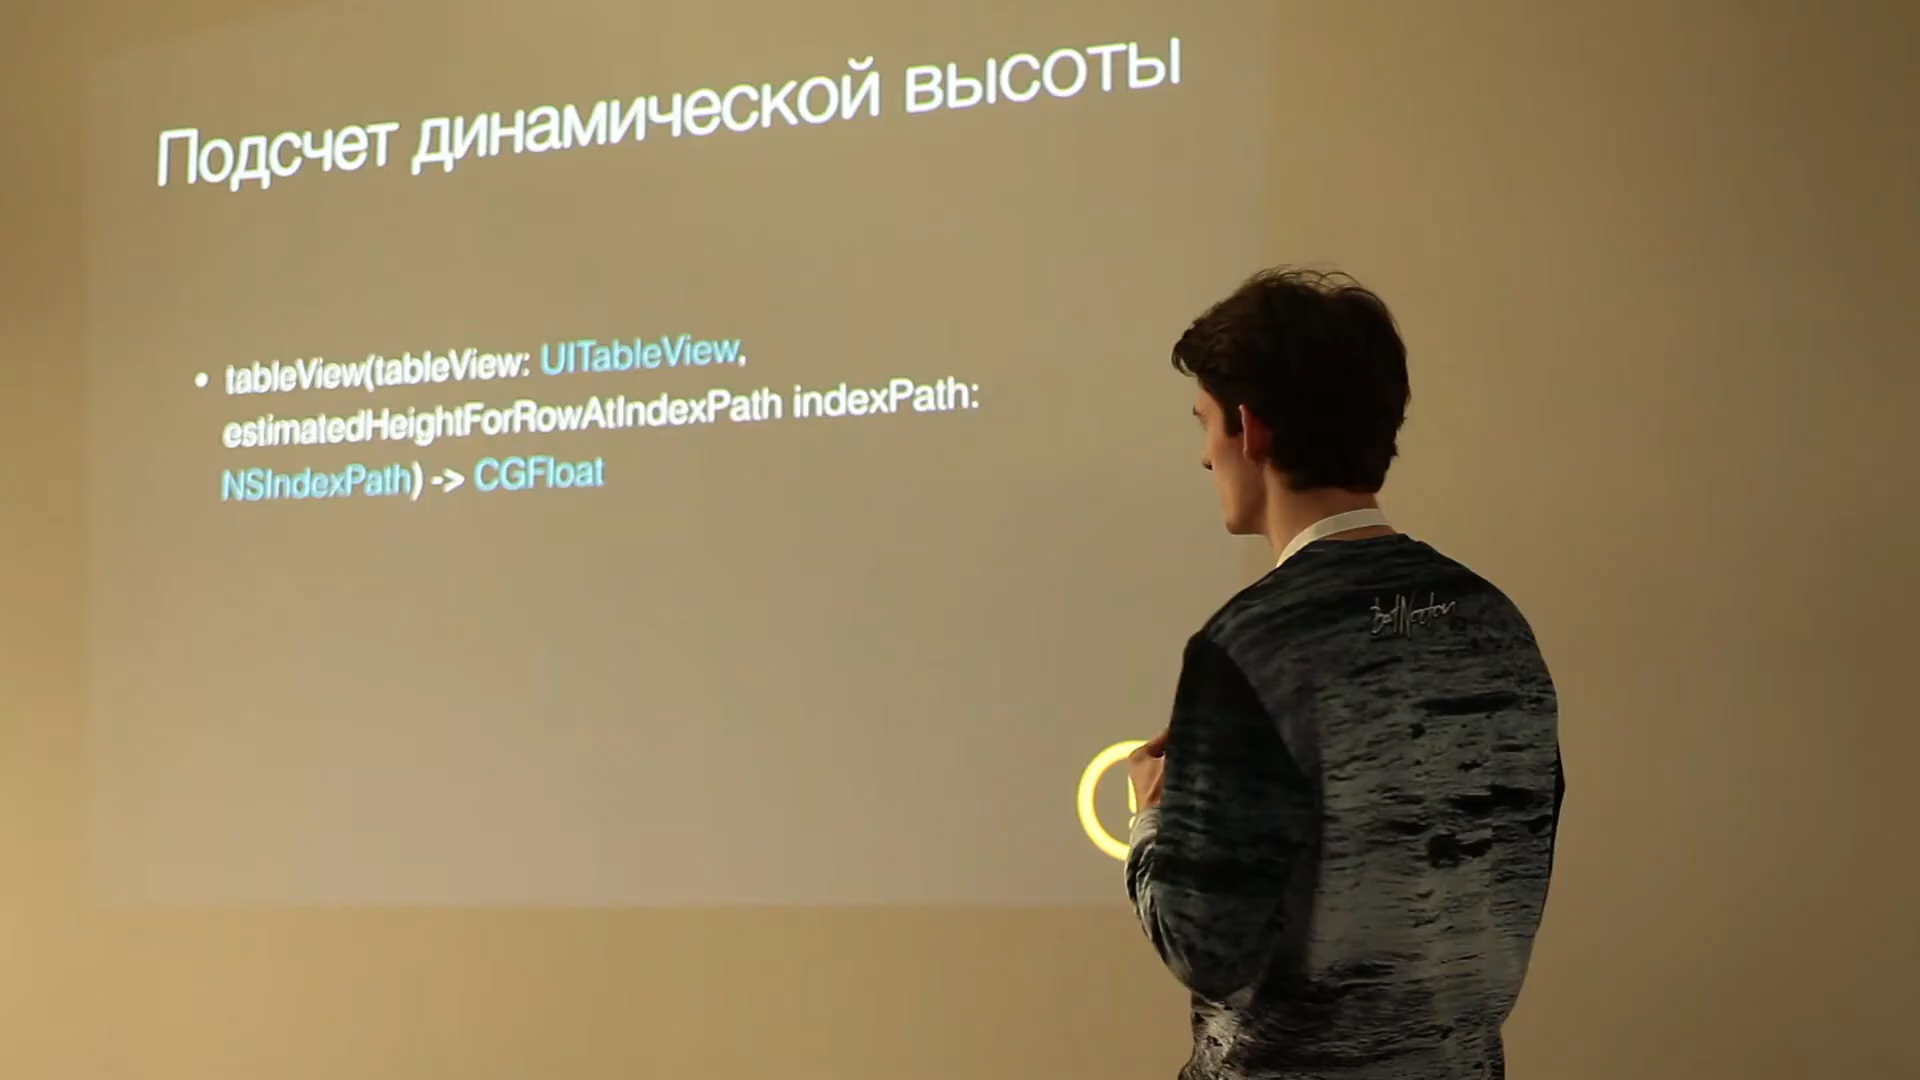 Подсчет динамической высоты
• tableView(tableView: UITableView,
estimatedHeightForRowAtIndexPath indexPath:
NSIndexPath) -> CGFloat